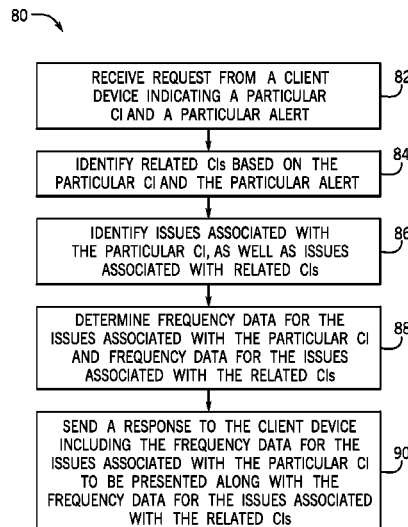 80
RECEIVE REQUEST FROM A CLIENT
DEVICE INDICATING A PARTICULAR
CI AND A PARTICULAR ALERT
82
IDENTIFY RELATED CIs BASED ON THE
PARTICULAR CI AND THE PARTICULAR ALERT
84
IDENTIFY ISSUES ASSOCIATED WITH
THE PARTICULAR CI, AS WELL AS ISSUES
ASSOCIATED WITH RELATED CIs
86
DETERMINE FREQUENCY DATA FOR THE
ISSUES ASSOCIATED WITH THE PARTICULAR CI
AND FREQUENCY DATA FOR THE ISSUES
ASSOCIATED WITH THE RELATED CIs
88
SEND A RESPONSE TO THE CLIENT DEVICE
INCLUDING THE FREQUENCY DATA FOR THE
ISSUES ASSOCIATED WITH THE PARTICULAR CI
TO BE PRESENTED ALONG WITH THE
FREQUENCY DATA FOR THE ISSUES ASSOCIATED
WITH THE RELATED CIs
90